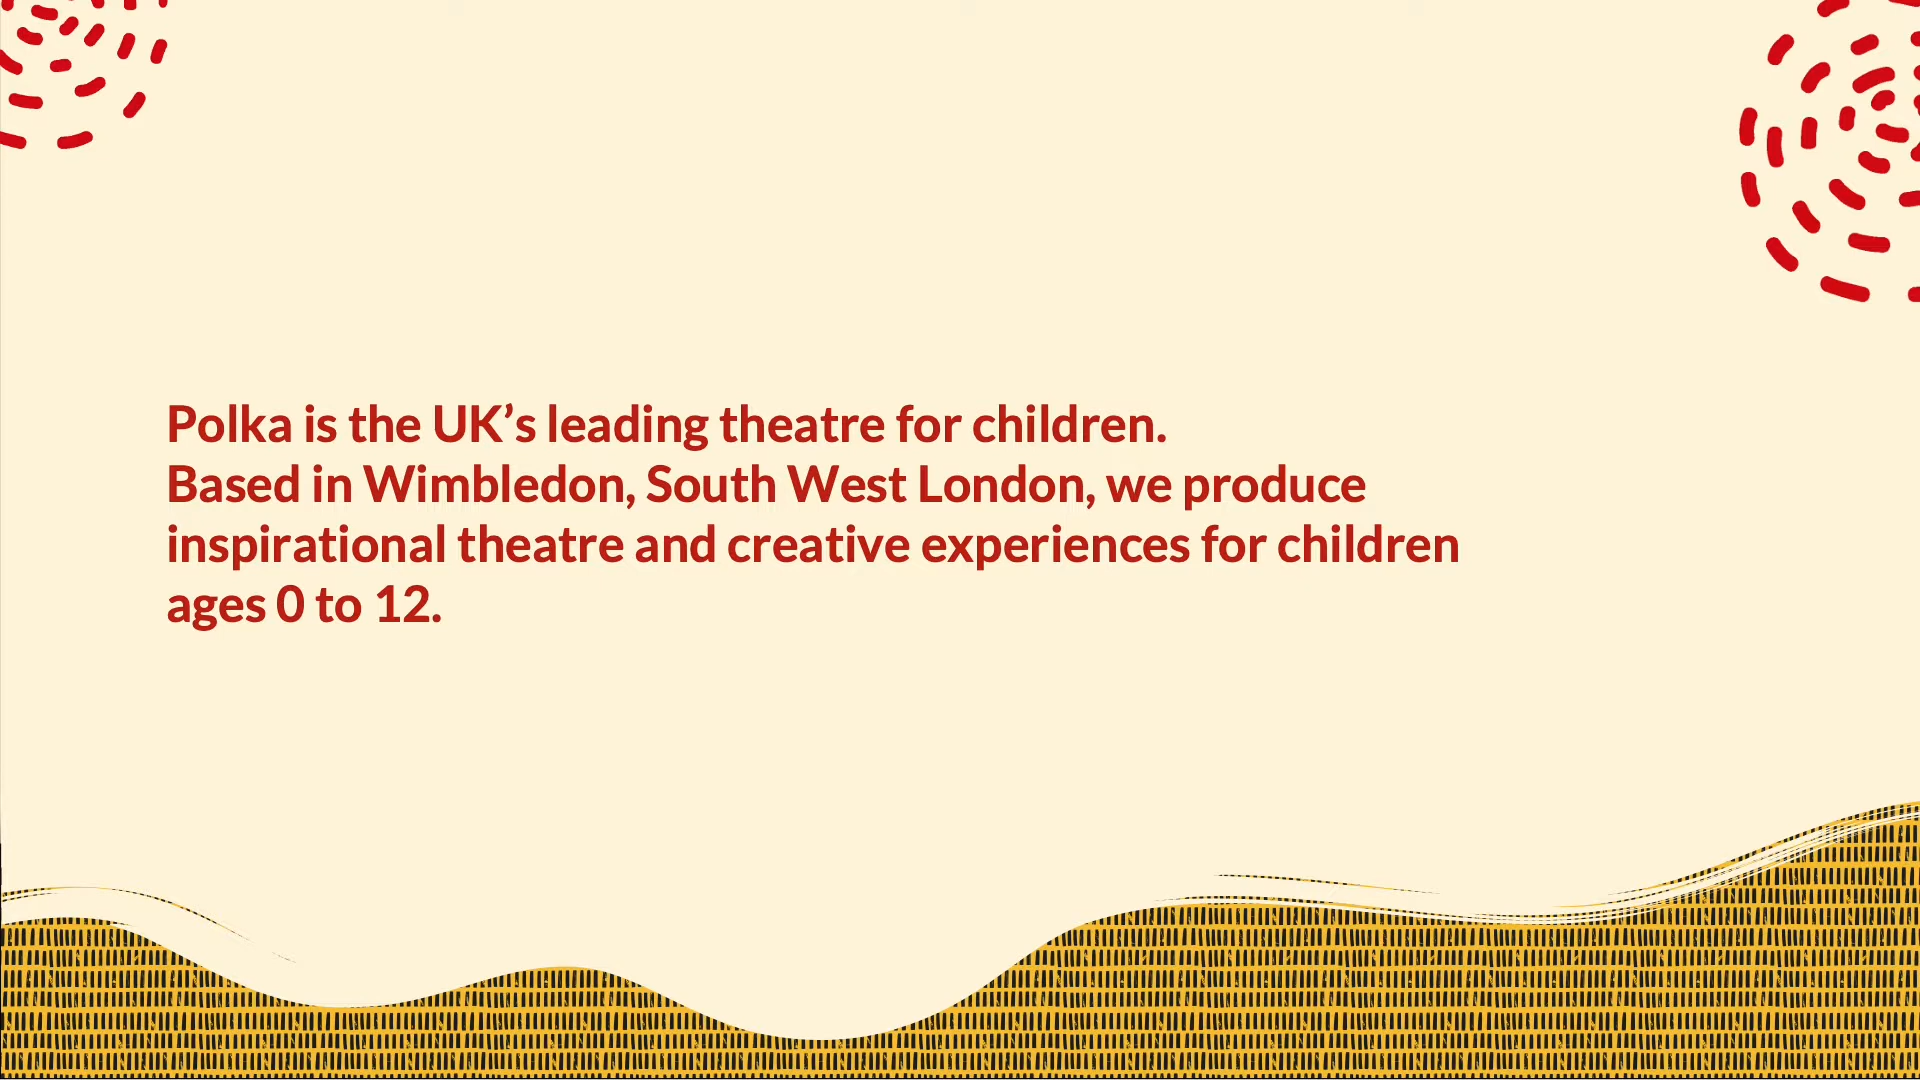 Polka is the UK’s leading theatre for children.
Based in Wimbledon, South West London, we produce
inspirational theatre and creative experiences for children
ages 0 to 12.